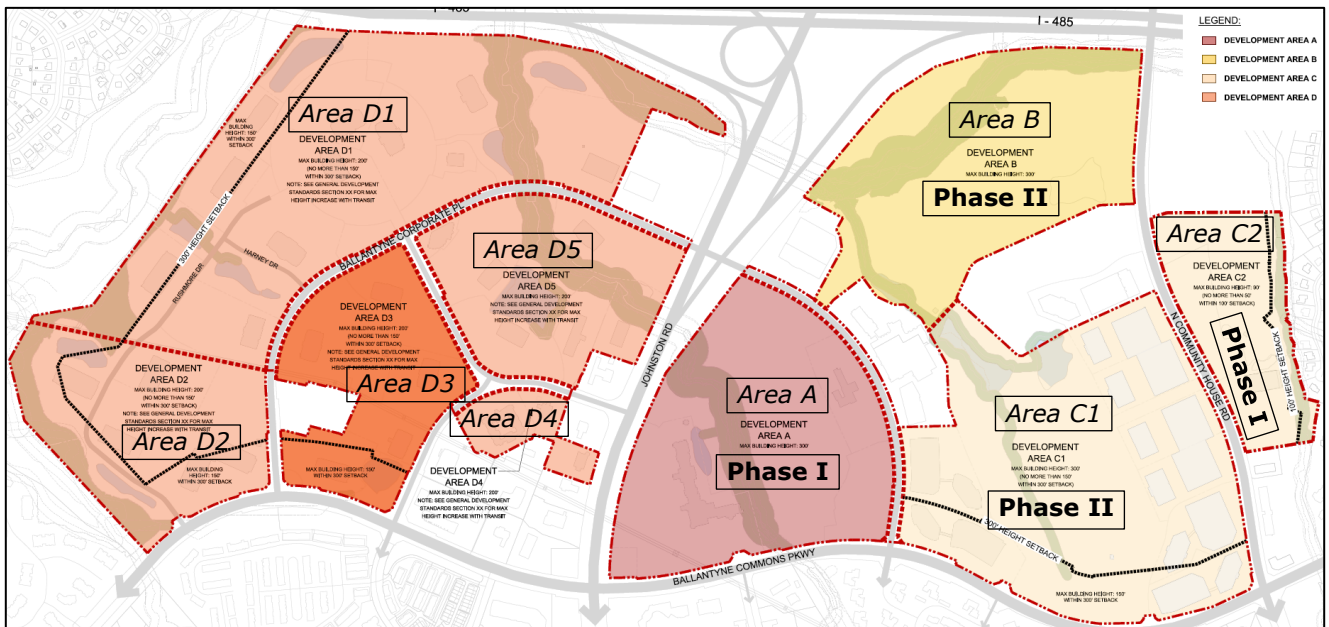 I - 485
I - 485
LEGEND:
DEVELOPMENT AREA A
DEVELOPMENT AREA B
DEVELOPMENT AREA C
DEVELOPMENT AREA D
MAX
BUILDING
HEIGHT: 150'
WITHIN 300'
SETBACK
Area D1
DEVELOPMENT
AREA D1
MAX BUILDING HEIGHT: 200'
(NO MORE THAN 150'
WITHIN 300' SETBACK)
NOTE: SEE GENERAL DEVELOPMENT
STANDARDS SECTION XX FOR MAX
HEIGHT INCREASE WITH TRANSIT
300' HEIGHT SETBACK
RUSHMORE DR
HARNEY DR
BALLANTYNE CORPORATE PL
Area B
DEVELOPMENT
AREA B
MAX BUILDING HEIGHT: 300'
Phase II
Area D5
DEVELOPMENT
AREA D5
MAX BUILDING HEIGHT: 200'
NOTE: SEE GENERAL DEVELOPMENT
STANDARDS SECTION XX FOR MAX
HEIGHT INCREASE WITH TRANSIT
Area C2
DEVELOPMENT
AREA C2
MAX BUILDING HEIGHT: 90'
(NO MORE THAN 50'
WITHIN 100' SETBACK)
Phase I
100' HEIGHT SETBACK
N COMMUNITY HOUSE RD
DEVELOPMENT
AREA D3
MAX BUILDING HEIGHT: 200'
(NO MORE THAN 150'
WITHIN 300' SETBACK)
NOTE: SEE GENERAL DEVELOPMENT
STANDARDS SECTION XX FOR MAX
HEIGHT INCREASE WITH TRANSIT
Area D3
MAX BUILDING HEIGHT: 150'
WITHIN 300' SETBACK
DEVELOPMENT
AREA D2
MAX BUILDING HEIGHT: 200'
(NO MORE THAN 150'
WITHIN 300' SETBACK)
NOTE: SEE GENERAL DEVELOPMENT
STANDARDS SECTION XX FOR MAX
HEIGHT INCREASE WITH TRANSIT
Area D2
MAX BUILDING
HEIGHT: 150'
WITHIN 300' SETBACK
Area D4
DEVELOPMENT
AREA D4
MAX BUILDING HEIGHT: 200'
NOTE: SEE GENERAL DEVELOPMENT
STANDARDS SECTION XX FOR MAX
HEIGHT INCREASE WITH TRANSIT
JOHNSTON RD
Area A
DEVELOPMENT
AREA A
MAX BUILDING HEIGHT: 300'
Phase I
BALLANTYNE COMMONS PKWY
Area C1
DEVELOPMENT
AREA C1
MAX BUILDING HEIGHT: 300'
(NO MORE THAN 150'
WITHIN 300' SETBACK)
Phase II
300' HEIGHT SETBACK
MAX BUILDING HEIGHT: 150'
WITHIN 300' SETBACK